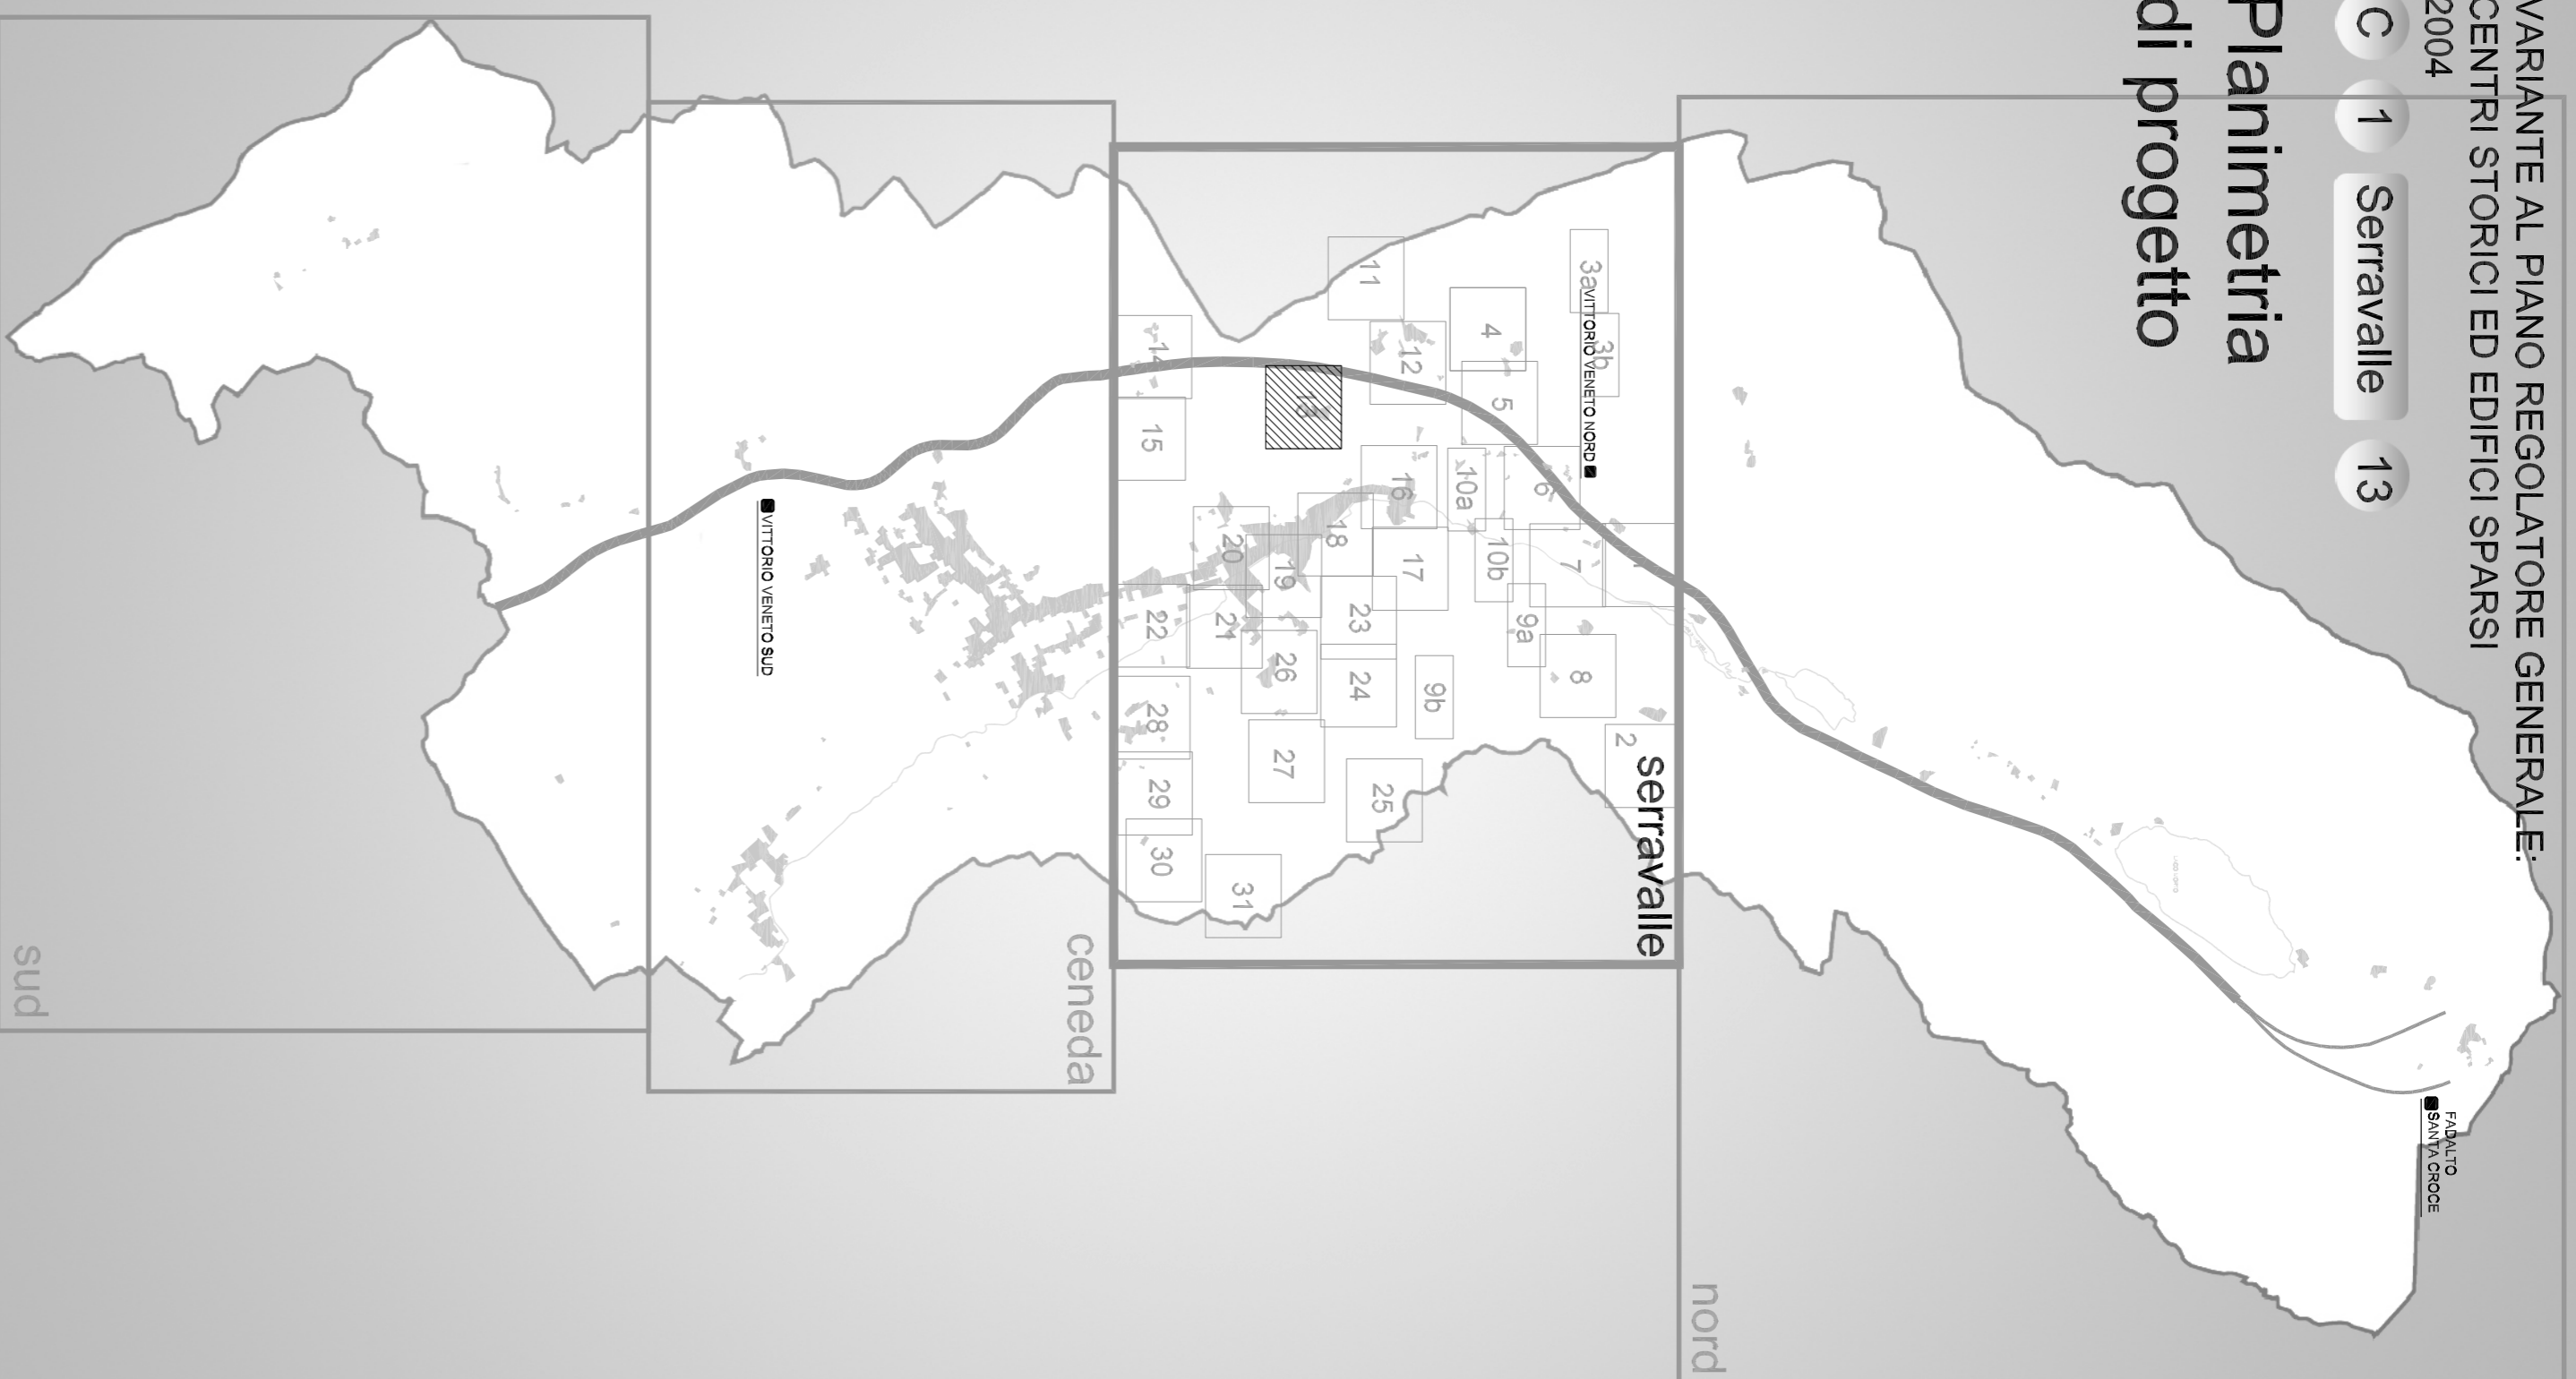 VARIANTE AL PIANO REGOLATORE GENERALE:
CENTRI STORICI ED EDIFICI SPARSI
2004
C 1 Serravalle 13
Planimetria
di progetto
FADALTO
SANTA CROCE
nord
Serravalle
2
3a
3b
VITTORIO VENETO NORD
7
8
6
9a
4
5
10b
10a
9b
12
17
16
11
25
23
24
18
13
19
26
27
20
21
31
14
15
22
28
29
30
ceneda
VITTORIO VENETO SUD
sud